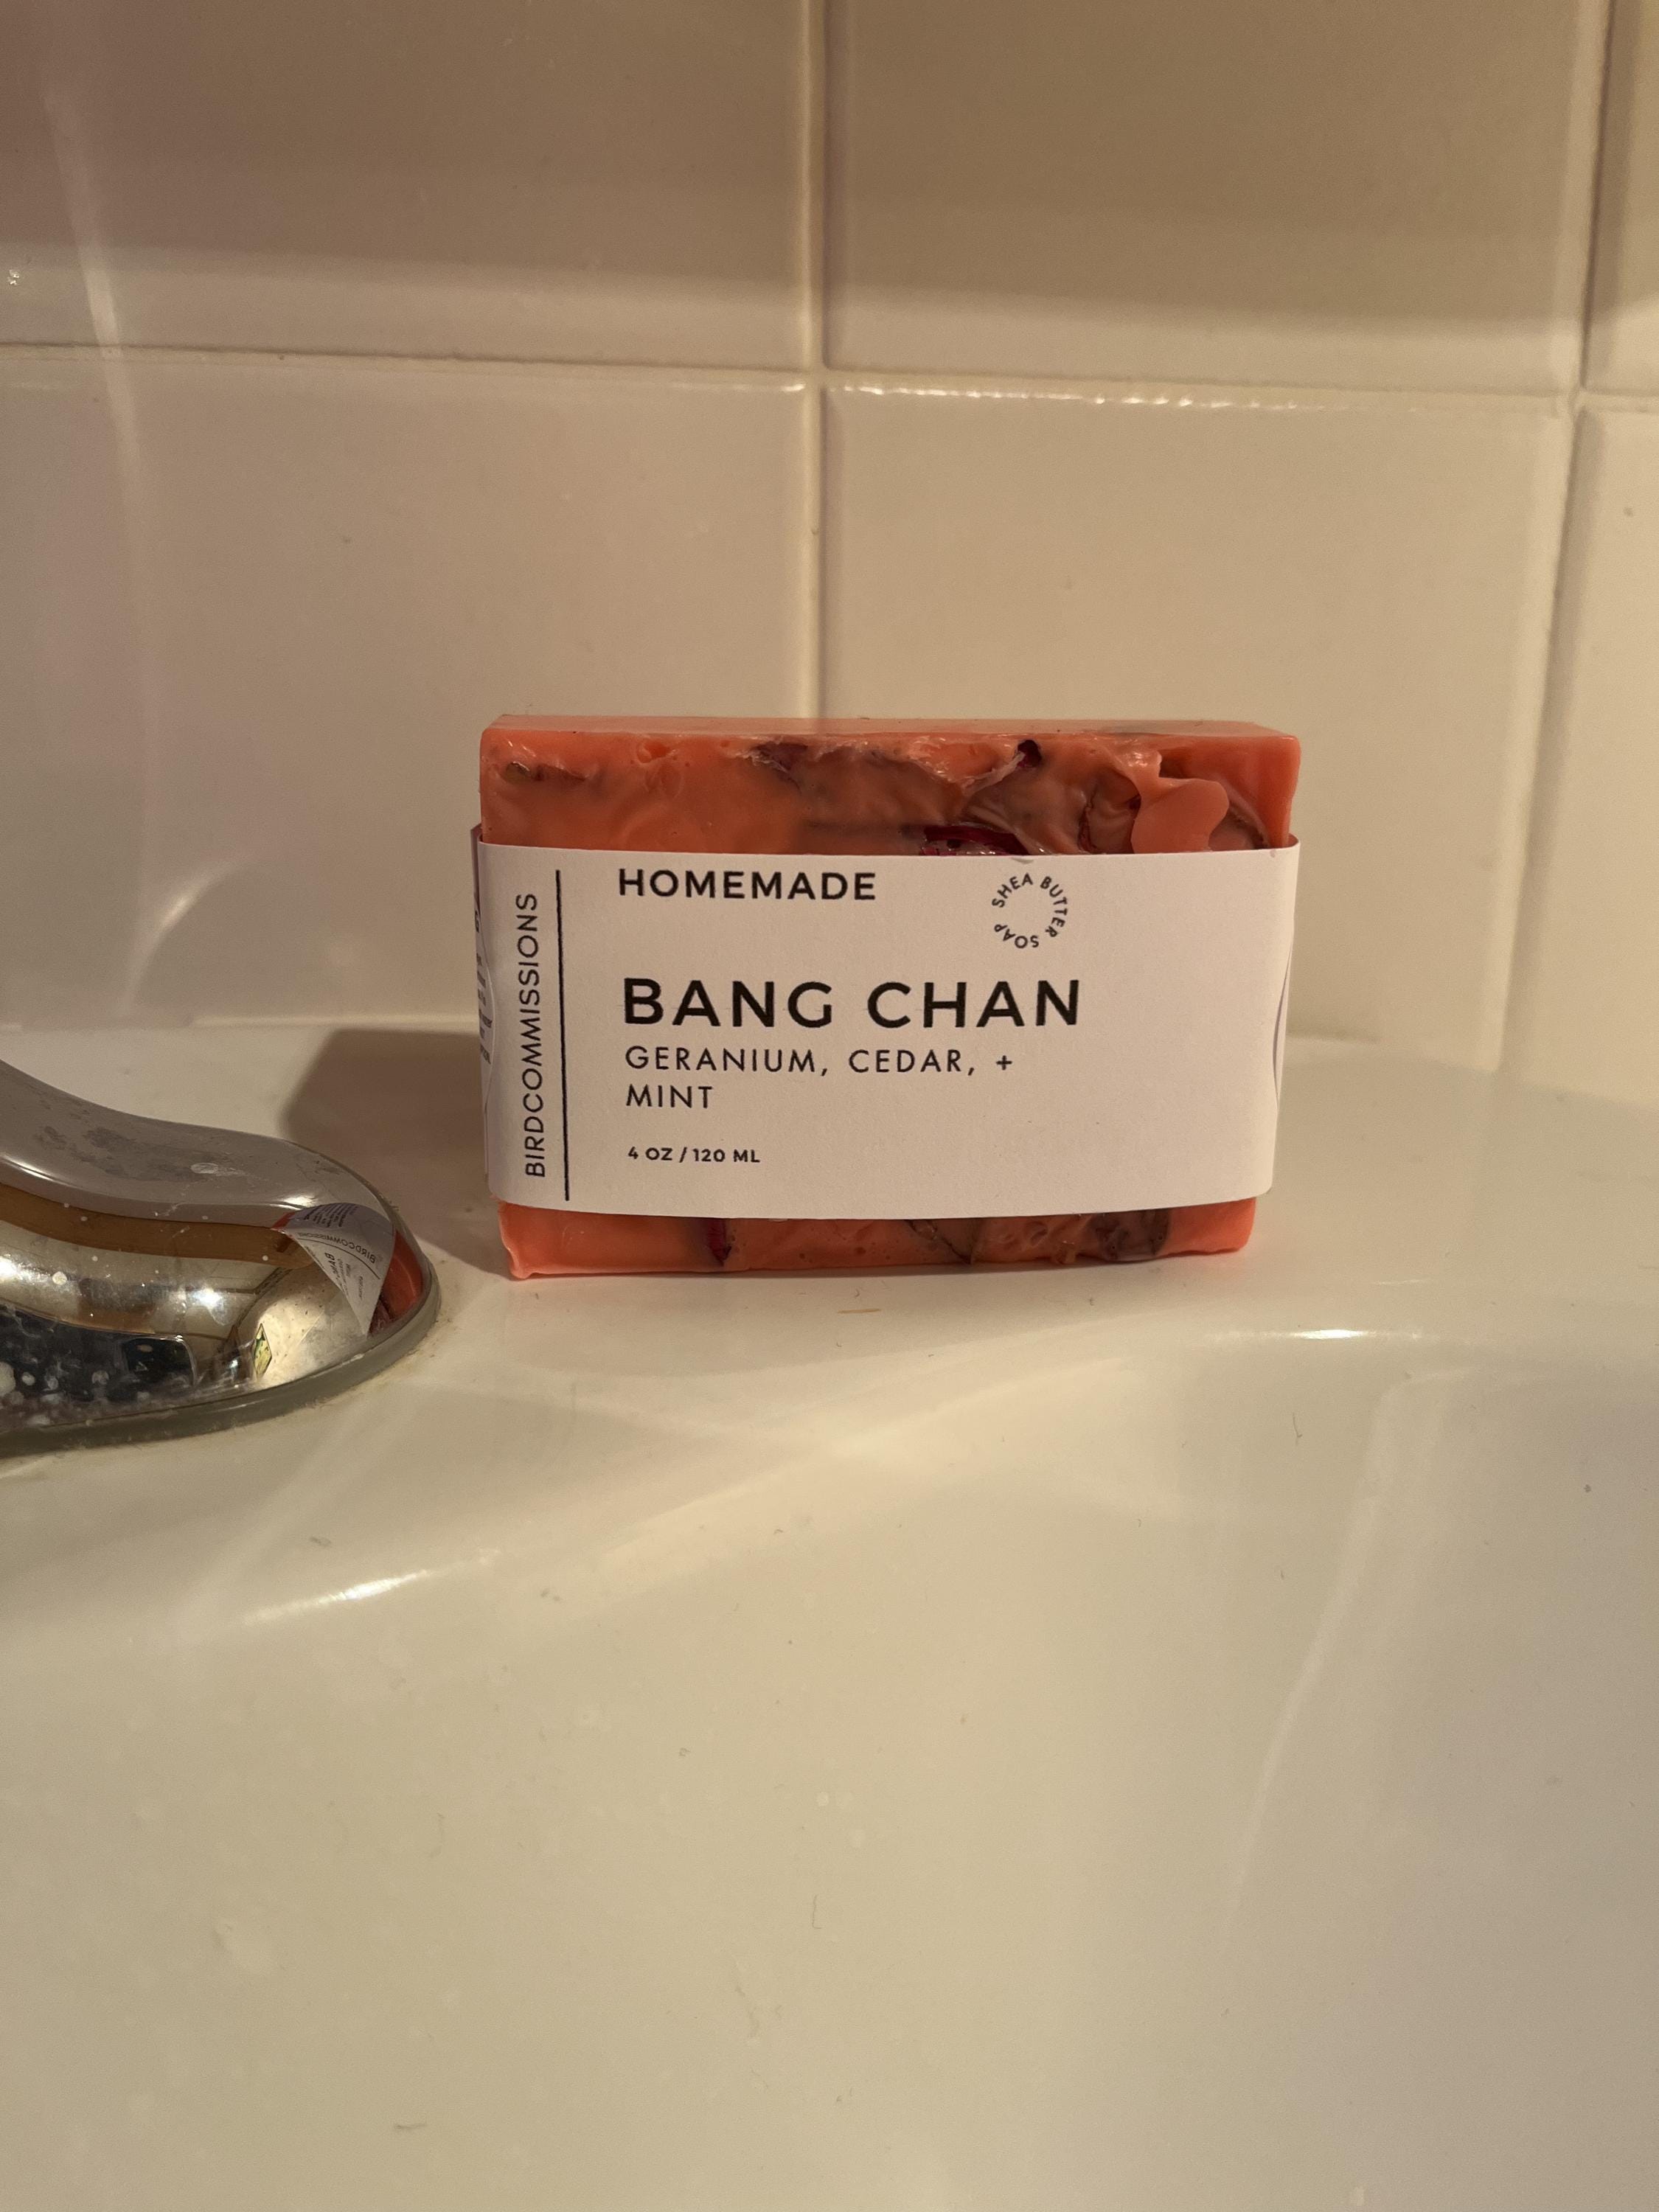 BIRDCOMMISSIONS
HOMEMADE
SHEA BUTTER SOAP
BANG CHAN
GERANIUM, CEDAR, +
MINT
4 OZ / 120 ML